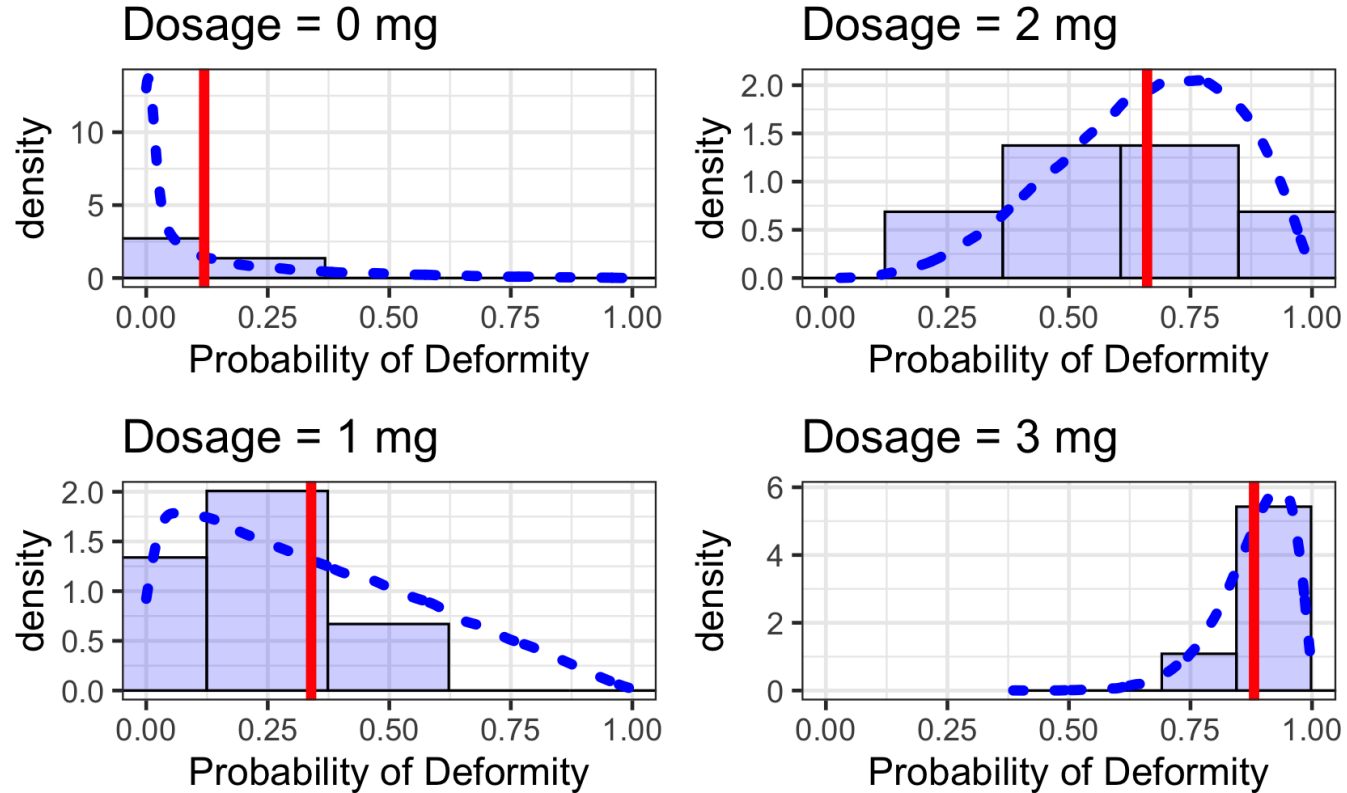 Dosage = 0 mg
density
10
5
0
0.00 0.25 0.50 0.75 1.00
Probability of Deformity
Dosage = 2 mg
density
2.0
1.5
1.0
0.5
0.0
0.00 0.25 0.50 0.75 1.00
Probability of Deformity
Dosage = 1 mg
density
2.0
1.5
1.0
0.5
0.0
0.00 0.25 0.50 0.75 1.00
Probability of Deformity
Dosage = 3 mg
density
6
4
2
0
0.00 0.25 0.50 0.75 1.00
Probability of Deformity